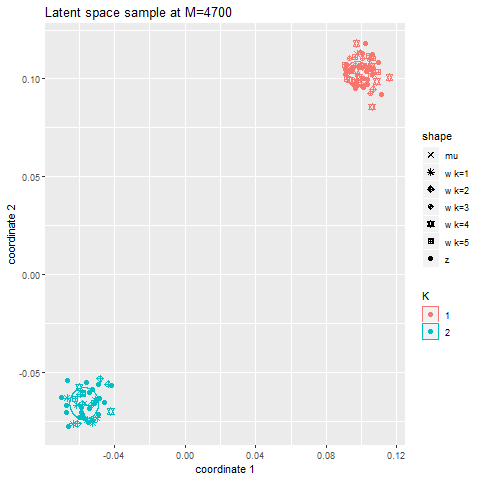 Latent space sample at M=4700
0.10
0.05
0.00
-0.05
coordinate 2
-0.04
0.00
0.04
0.08
0.12
coordinate 1
shape
mu
w k=1
w k=2
w k=3
w k=4
w k=5
z
K
1
2